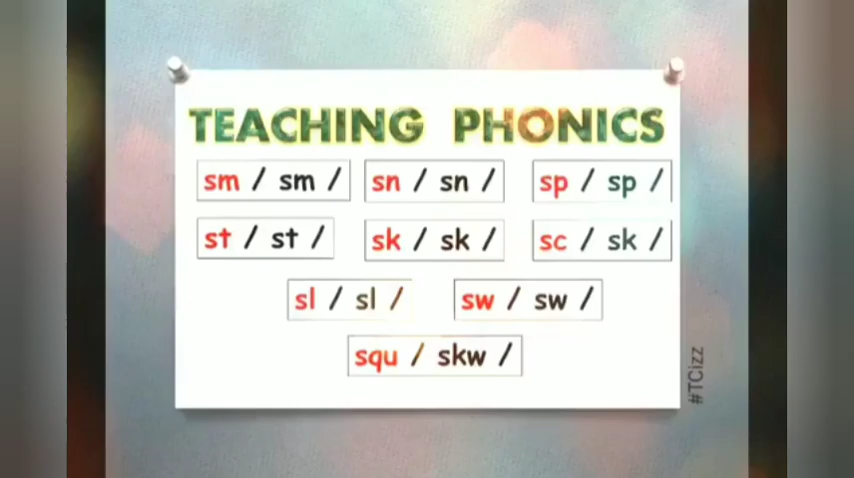 TEACHING PHONICS
sm / sm / sn / sn / sp / sp /
st / st / sk / sk / sc / sk /
sl / sl / sw / sw /
squ / skw /
#TCizz